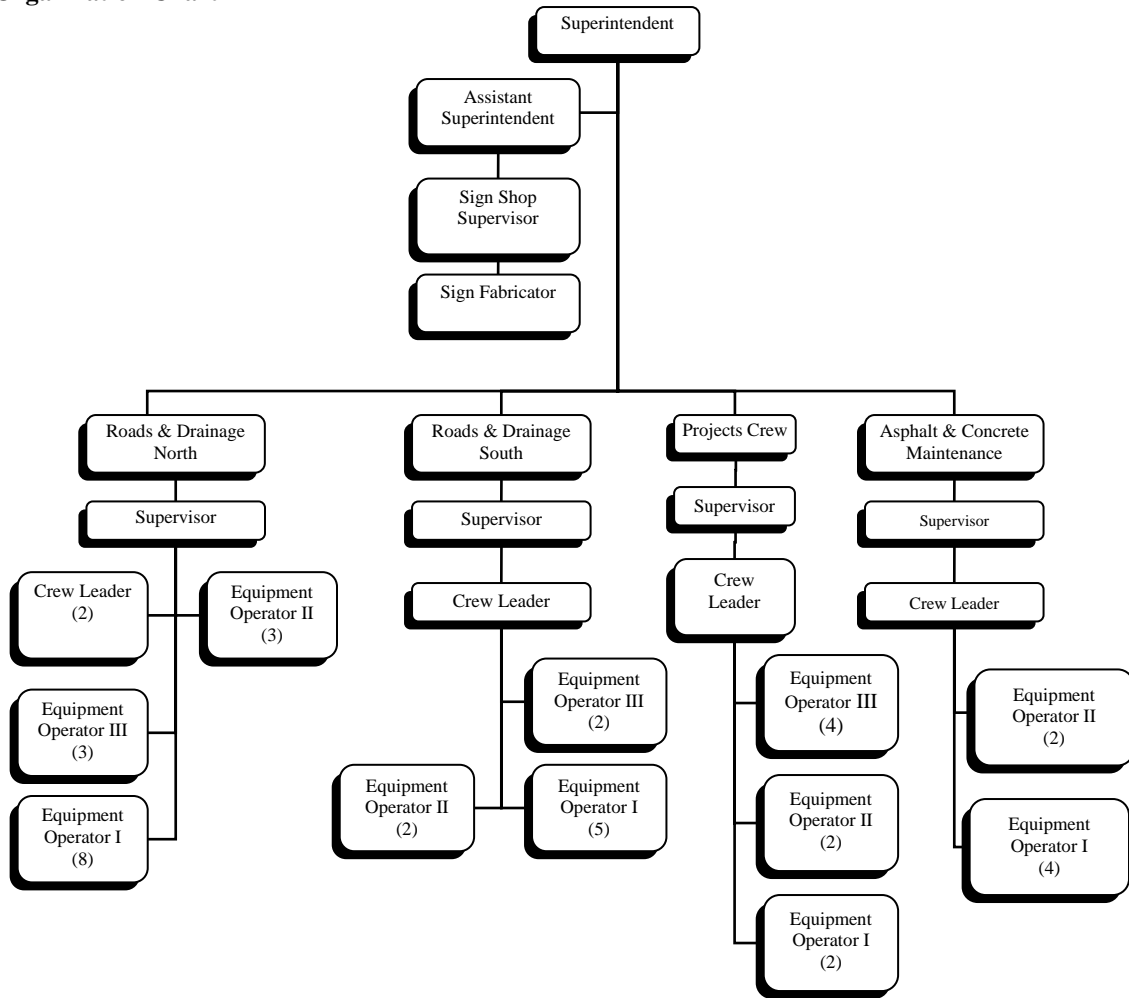 Superintendent
Assistant
Superintendent
Sign Shop
Supervisor
Sign Fabricator
Roads & Drainage
North
Supervisor
Crew Leader
(2)
Equipment
Operator II
(3)
Equipment
Operator III
(3)
Equipment
Operator I
(8)
Roads & Drainage
South
Supervisor
Crew Leader
Equipment
Operator III
(2)
Equipment
Operator II
(2)
Equipment
Operator I
(5)
Projects Crew
Supervisor
Crew
Leader
Equipment
Operator III
(4)
Equipment
Operator II
(2)
Equipment
Operator I
(2)
Asphalt & Concrete
Maintenance
Supervisor
Crew Leader
Equipment
Operator II
(2)
Equipment
Operator I
(4)